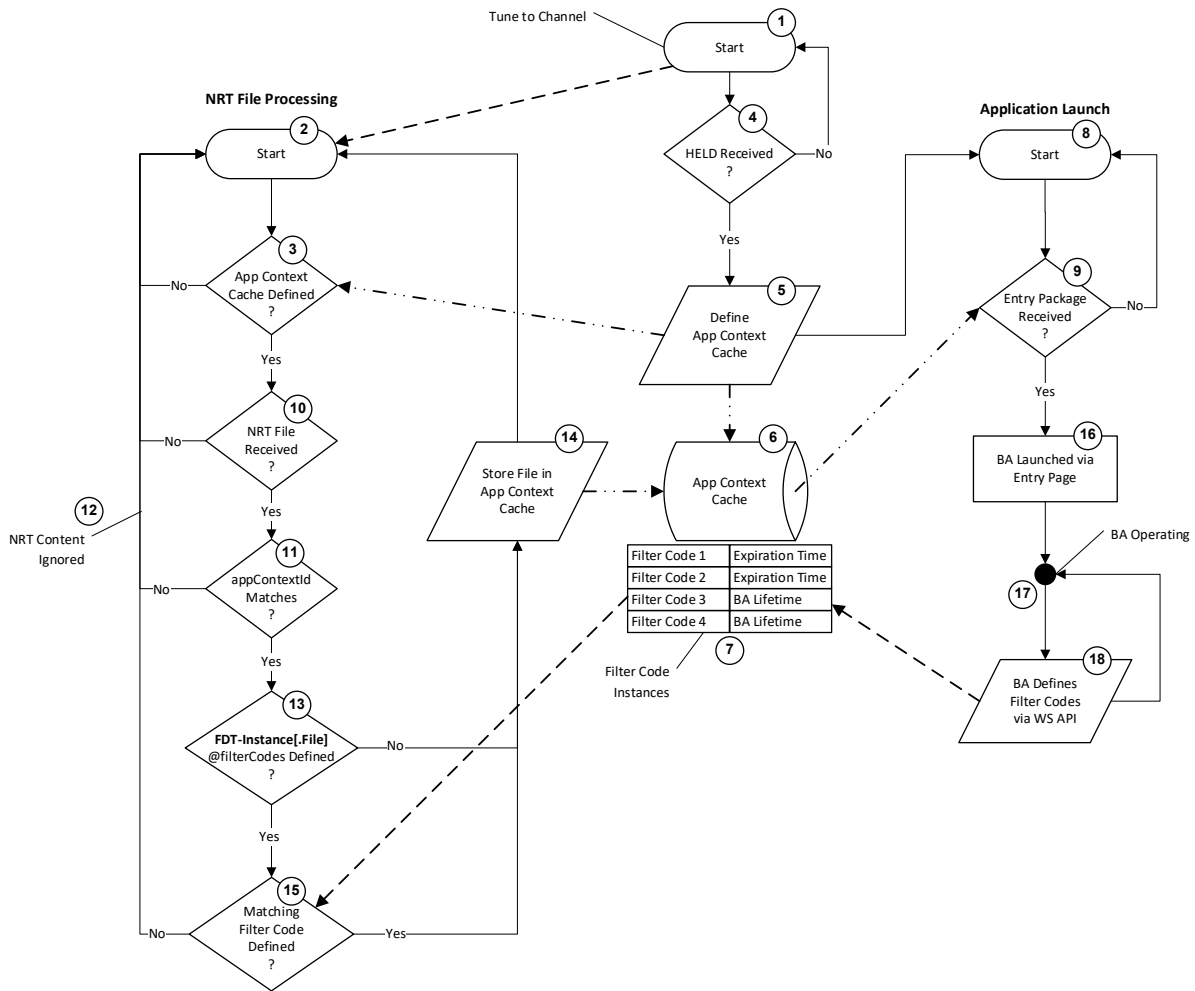 Tune to Channel
1
Start
NRT File Processing
2
Start
4
HELD Received
?
No
Yes
Application Launch
8
Start
3
App Context
Cache Defined
?
No
Yes
5
Define
App Context
Cache
9
Entry Package
Received
?
No
Yes
10
NRT File
Received
?
No
Yes
14
Store File in
App Context
Cache
6
App Context
Cache
16
BA Launched via
Entry Page
12
NRT Content
Ignored
11
appContextId
Matches
?
No
Yes
Filter Code 1 Expiration Time
Filter Code 2 Expiration Time
Filter Code 3 BA Lifetime
Filter Code 4 BA Lifetime
7
Filter Code
Instances
BA Operating
17
18
BA Defines
Filter Codes
via WS API
13
FDT-Instance[.File]
@filterCodes Defined
?
No
Yes
15
Matching
Filter Code
Defined
?
No
Yes